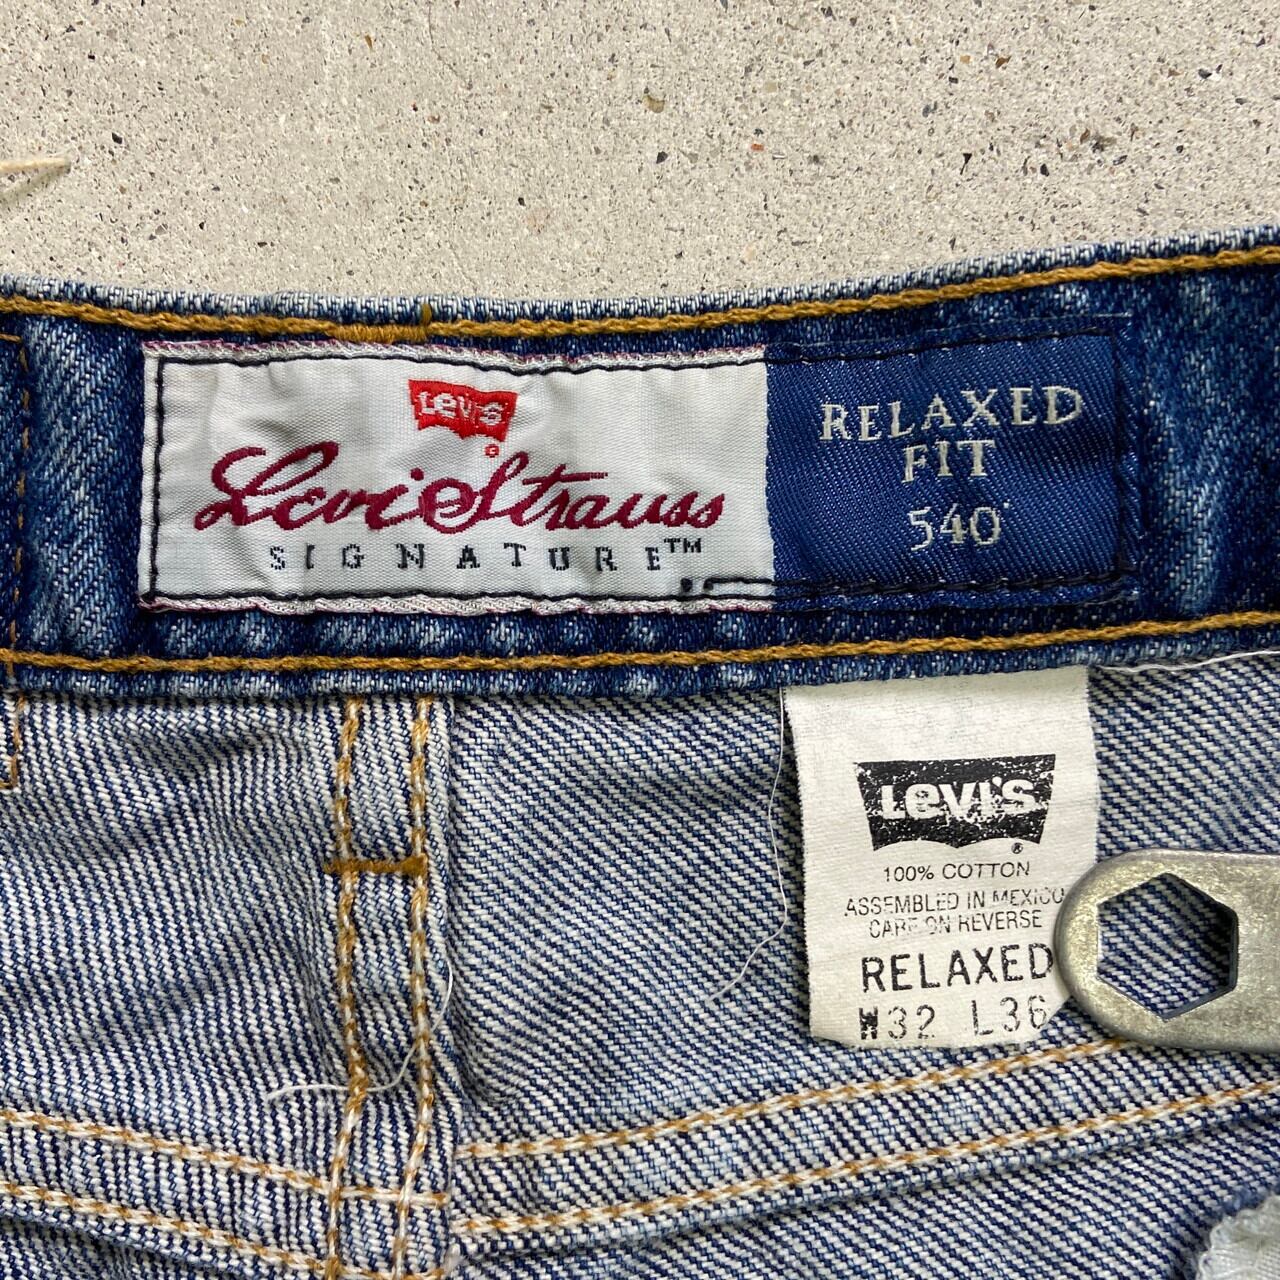 Levi's
®
Levi Strauss
SIGNATURE™
RELAXED
FIT
540
Levi's
®
100% COTTON
ASSEMBLED IN MEXICO
CARE ON REVERSE
RELAXED
W32 L36